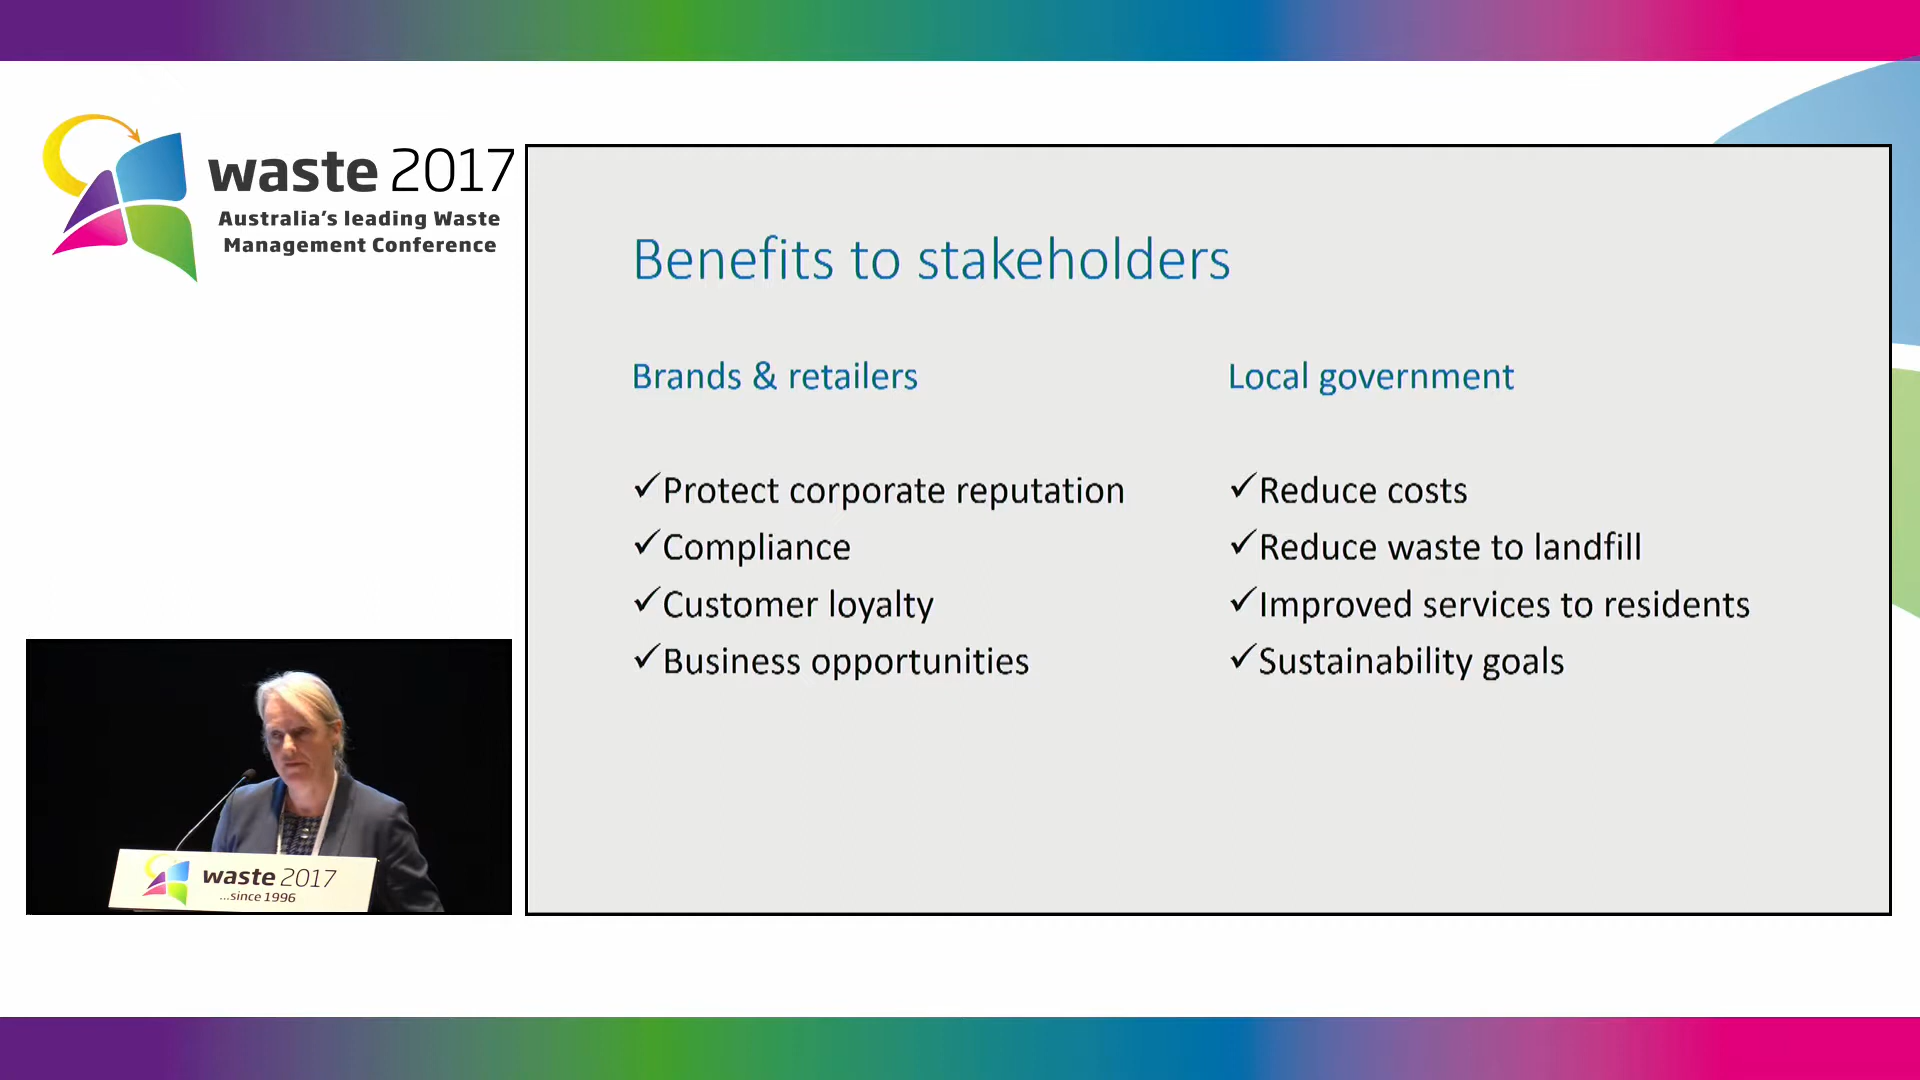 waste 2017
Australia's leading Waste
Management Conference
Benefits to stakeholders
Brands & retailers
✓Protect corporate reputation
✓Compliance
✓Customer loyalty
✓Business opportunities
Local government
✓Reduce costs
✓Reduce waste to landfill
✓Improved services to residents
✓Sustainability goals
waste 2017
...since 1996